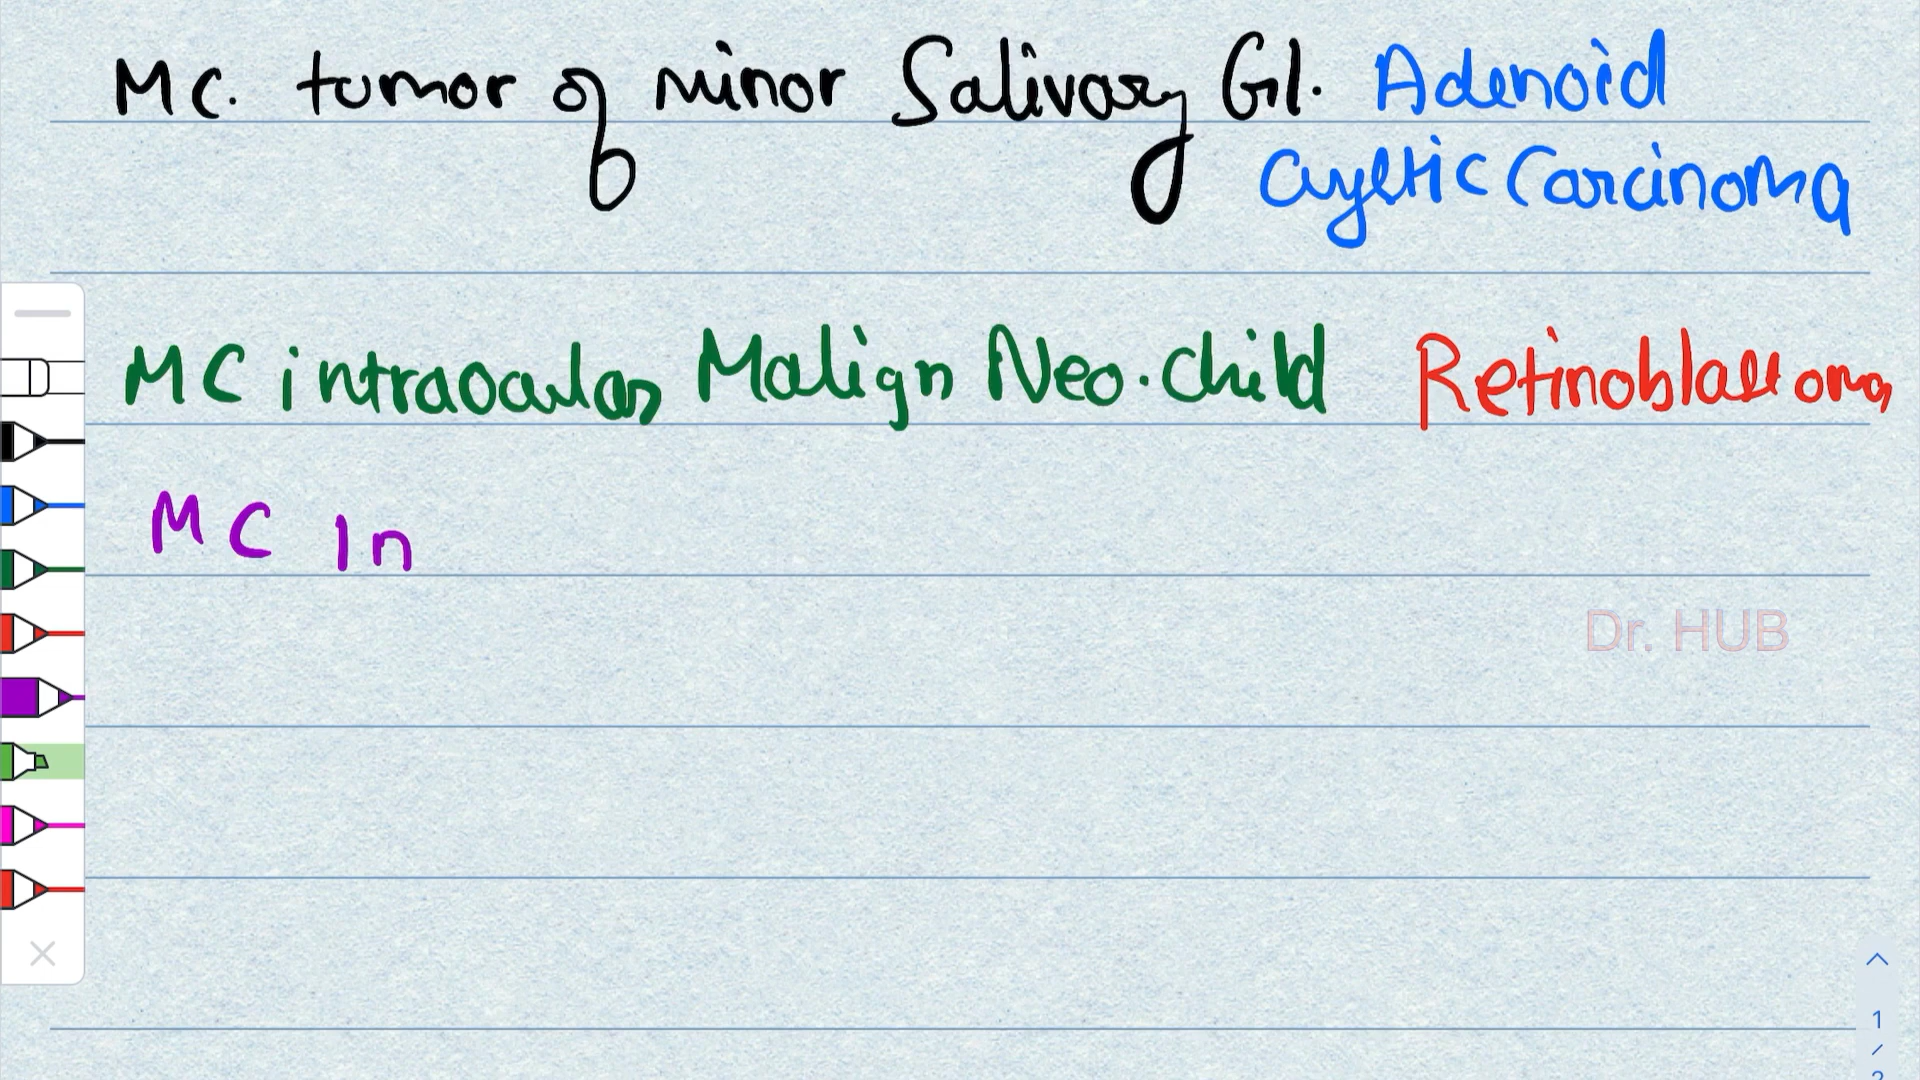 MC. tumor of minor Salivary Gl. Adenoid
cystic Carcinoma
MC intraocular Malign Neo. Child Retinoblastoma
MC In
Dr. HUB
1
/
2